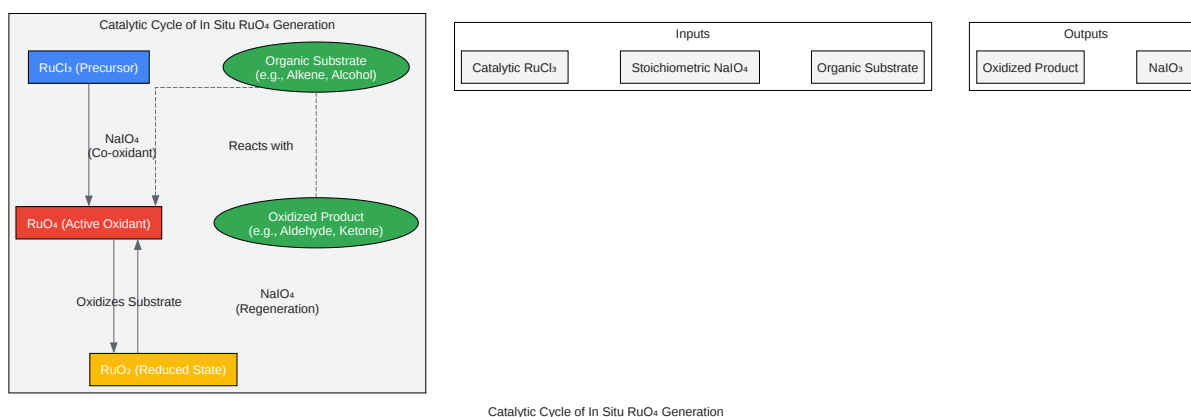 Catalytic Cycle of In Situ RuO₄ Generation
RuCl₃ (Precursor)
Organic Substrate
(e.g., Alkene, Alcohol)
NaIO₄
(Co-oxidant)
Reacts with
RuO₄ (Active Oxidant)
Oxidized Product
(e.g., Aldehyde, Ketone)
Oxidizes Substrate
NaIO₄
(Regeneration)
RuO₂ (Reduced State)
Inputs
Catalytic RuCl₃
Stoichiometric NaIO₄
Organic Substrate
Outputs
Oxidized Product
NaIO₃
Catalytic Cycle of In Situ RuO₄ Generation